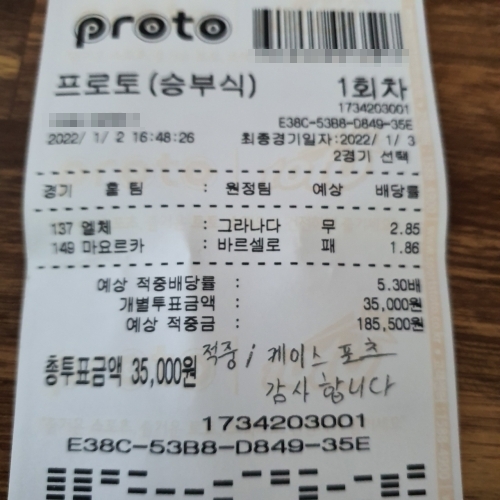 proto
프로토 (승부식) 1회차
1734203001
E38C-53B8-D849-35E
2022/ 1/ 2 16:48:26 최종경기일자:2022/ 1/ 3
2경기 선택
경기 홈 팀 : 원정팀 예상 배당률
137 엘체 : 그라나다 무 2.85
149 마요르카 : 바르셀로 패 1.86
예상 적중배당률 : 5.30배
개별투표금액 : 35,000원
예상 적중금 : 185,500원
총투표금액 35,000원 적중! 케이스 포츠
감사합니다
1734203001
E38C-53B8-D849-35E